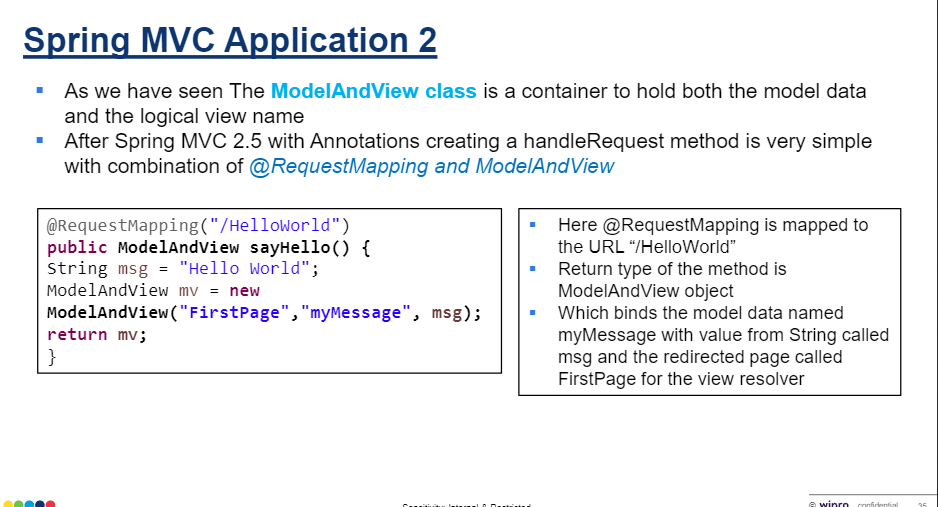 Spring MVC Application 2
As we have seen The ModelAndView class is a container to hold both the model data
and the logical view name
After Spring MVC 2.5 with Annotations creating a handleRequest method is very simple
with combination of @RequestMapping and ModelAndView
@RequestMapping("/HelloWorld")
public ModelAndView sayHello() {
String msg = "Hello World";
ModelAndView mv = new
ModelAndView("FirstPage","myMessage", msg);
return mv;
}
Here @RequestMapping is mapped to
the URL “/HelloWorld”
Return type of the method is
ModelAndView object
Which binds the model data named
myMessage with value from String called
msg and the redirected page called
FirstPage for the view resolver
Sensitivity: Internal & Restricted
© wipro confidential 35